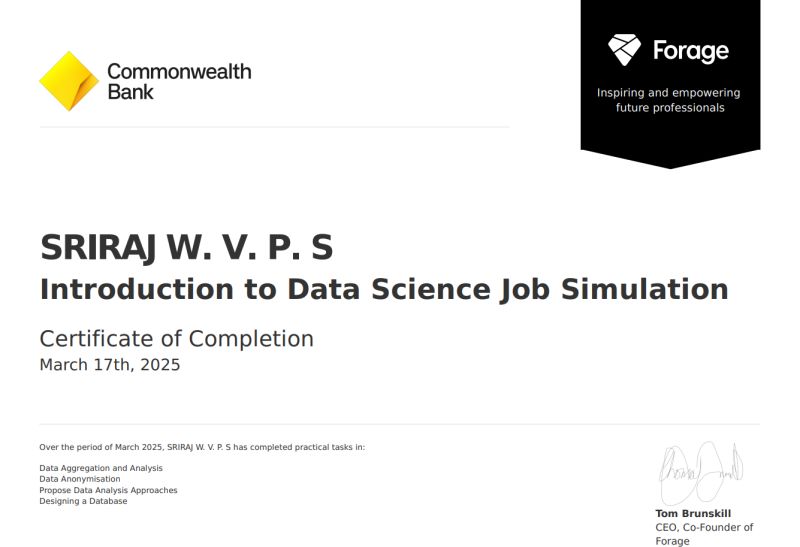 Commonwealth
Bank
Forage
Inspiring and empowering
future professionals
SRIRAJ W. V. P. S
Introduction to Data Science Job Simulation
Certificate of Completion
March 17th, 2025
Over the period of March 2025, SRIRAJ W. V. P. S has completed practical tasks in:
Data Aggregation and Analysis
Data Anonymisation
Propose Data Analysis Approaches
Designing a Database
Tom Brunskill
CEO, Co-Founder of
Forage